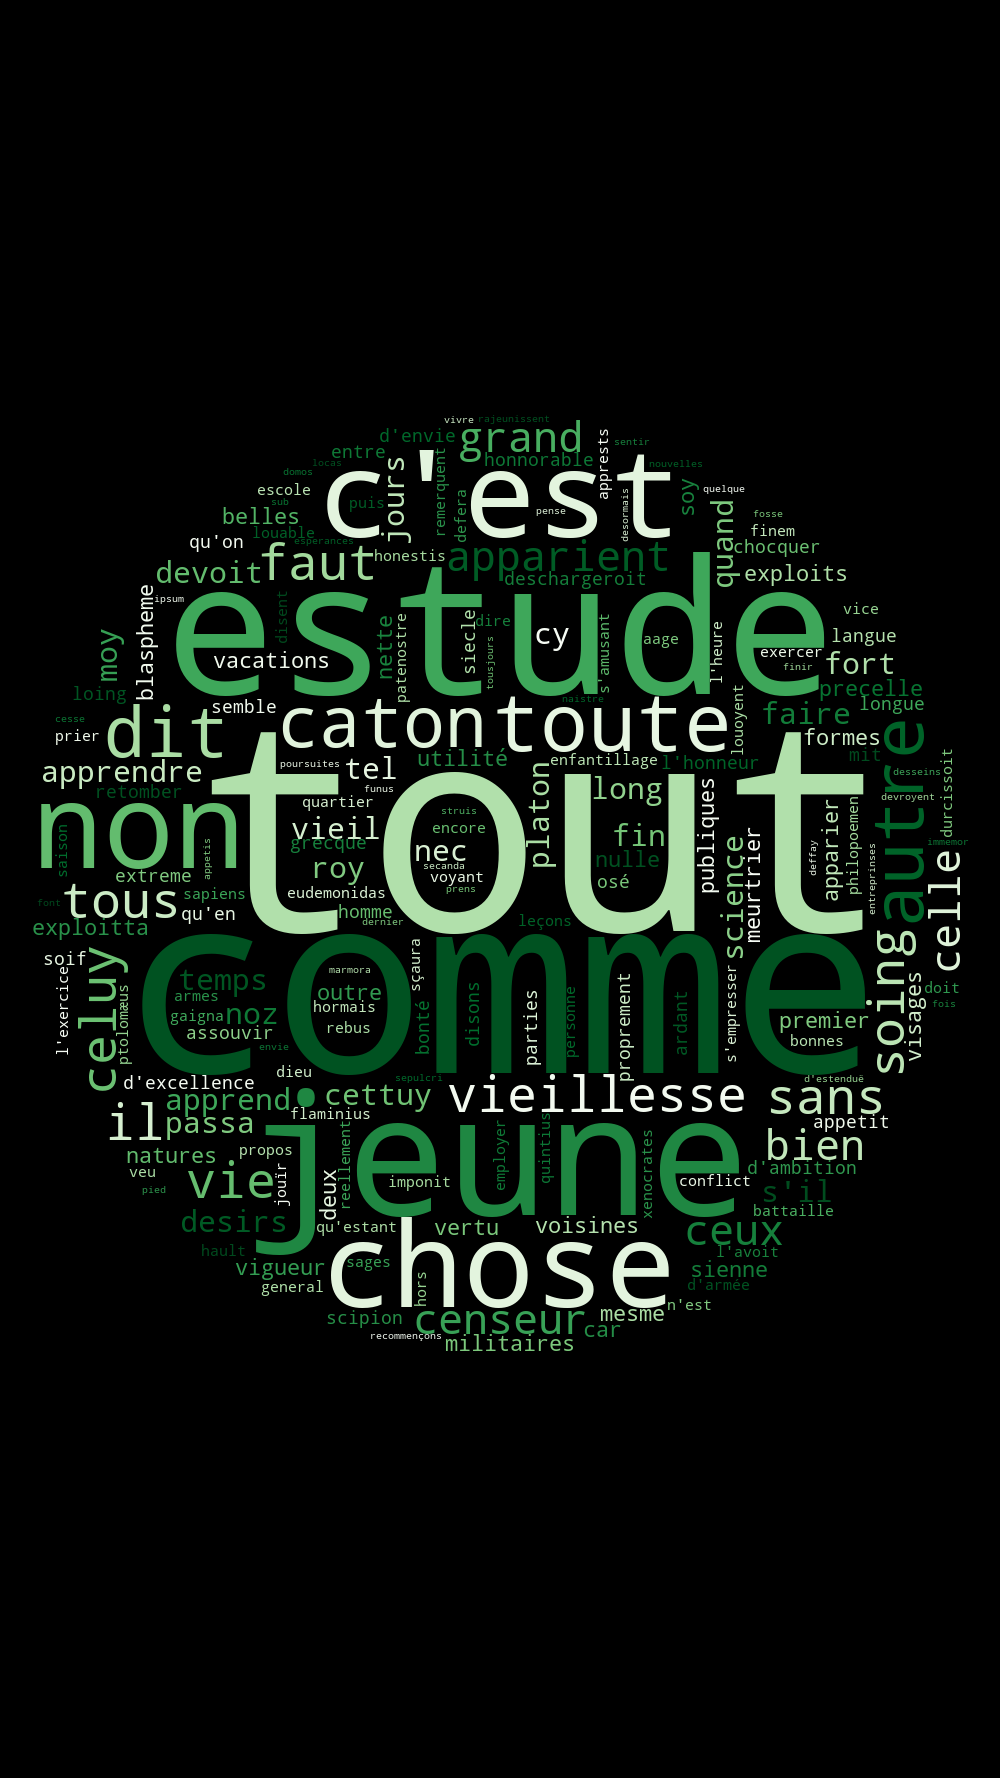 vivre
rajeunissent
d'envie
grand
sentir
entre
honnorable
locas
nouvelles
domos
c'est
jours
remerquent
apprests
soy
quelque
escole
puis
defera
pense
desormais
sub
belles
fosse
louable
quand
finem
qu'on
esperances
faut
honnestis
apparient
chocquer
devoit
deschargeroit
exploits
estude
ipsum
blaspheme
disent
nette
patenostre
siecle
dire
cy
s'amusant
aage
l'heure
vice
langue
moy
vacations
tousjours
exercer
finir
fort
loing
semble
naistre
louoyent
precelle
longue
cesse
prier
dit
caton
toute
faire
formes
mit
apprendre
poursuites
tel
utilité
enfantillage
l'honneur
desseins
autre
durcissoit
retomber
funus
quartier
struis
platon
long
publiques
devroyent
non
tout
saison
vieil
grecque
encore
fin
science
meurtrier
apparier
philopoemen
immemor
appetis
nec
secanda
voyant
nulle
deffay
entreprinses
extreme
roy
prens
osé
celle
font
tous
sapiens
eudemonidas
qu'en
homme
dernier
leçons
exploitta
comme
soif
l'exercice
celuy
ptolomæus
temps
marmora
sçaura
soing
visages
doit
armes
outre
disons
parties
personne
proprement
ardant
s'empresser
fois
gaigna
noz
hormais
bonté
premier
assouvir
rebus
bonnes
envie
dieu
sepulcri
d'estenduë
d'excellence
vieillesse
apprend
cettuy
sans
il
passa
flaminius
jeune
appetit
natures
propos
reellement
employer
quintius
xenocrates
bien
veu
vie
jouïr
deux
imponit
conflict
d'ambition
pied
s'il
desirs
qu'estant
vertu
voisines
battaille
hault
chose
ceux
l'avoit
vigueur
sages
sienne
general
hors
d'armée
scipion
censeur
mesme
n'est
recommençons
car
militaires